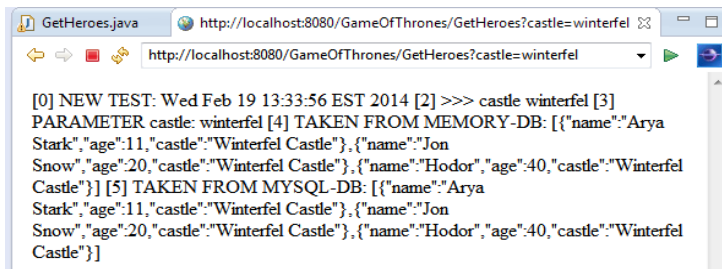 GetHeroes.java
http://localhost:8080/GameOfThrones/GetHeroes?castle=winterfel
http://localhost:8080/GameOfThrones/GetHeroes?castle=winterfel
[0] NEW TEST: Wed Feb 19 13:33:56 EST 2014 [2] >>> castle winterfel [3]
PARAMETER castle: winterfel [4] TAKEN FROM MEMORY-DB: [{"name":"Arya
Stark","age":11,"castle":"Winterfel Castle"},{"name":"Jon
Snow","age":20,"castle":"Winterfel Castle"},{"name":"Hodor","age":40,"castle":"Winterfel
Castle"}] [5] TAKEN FROM MYSQL-DB: [{"name":"Arya
Stark","age":11,"castle":"Winterfel Castle"},{"name":"Jon
Snow","age":20,"castle":"Winterfel Castle"},{"name":"Hodor","age":40,"castle":"Winterfel
Castle"}]